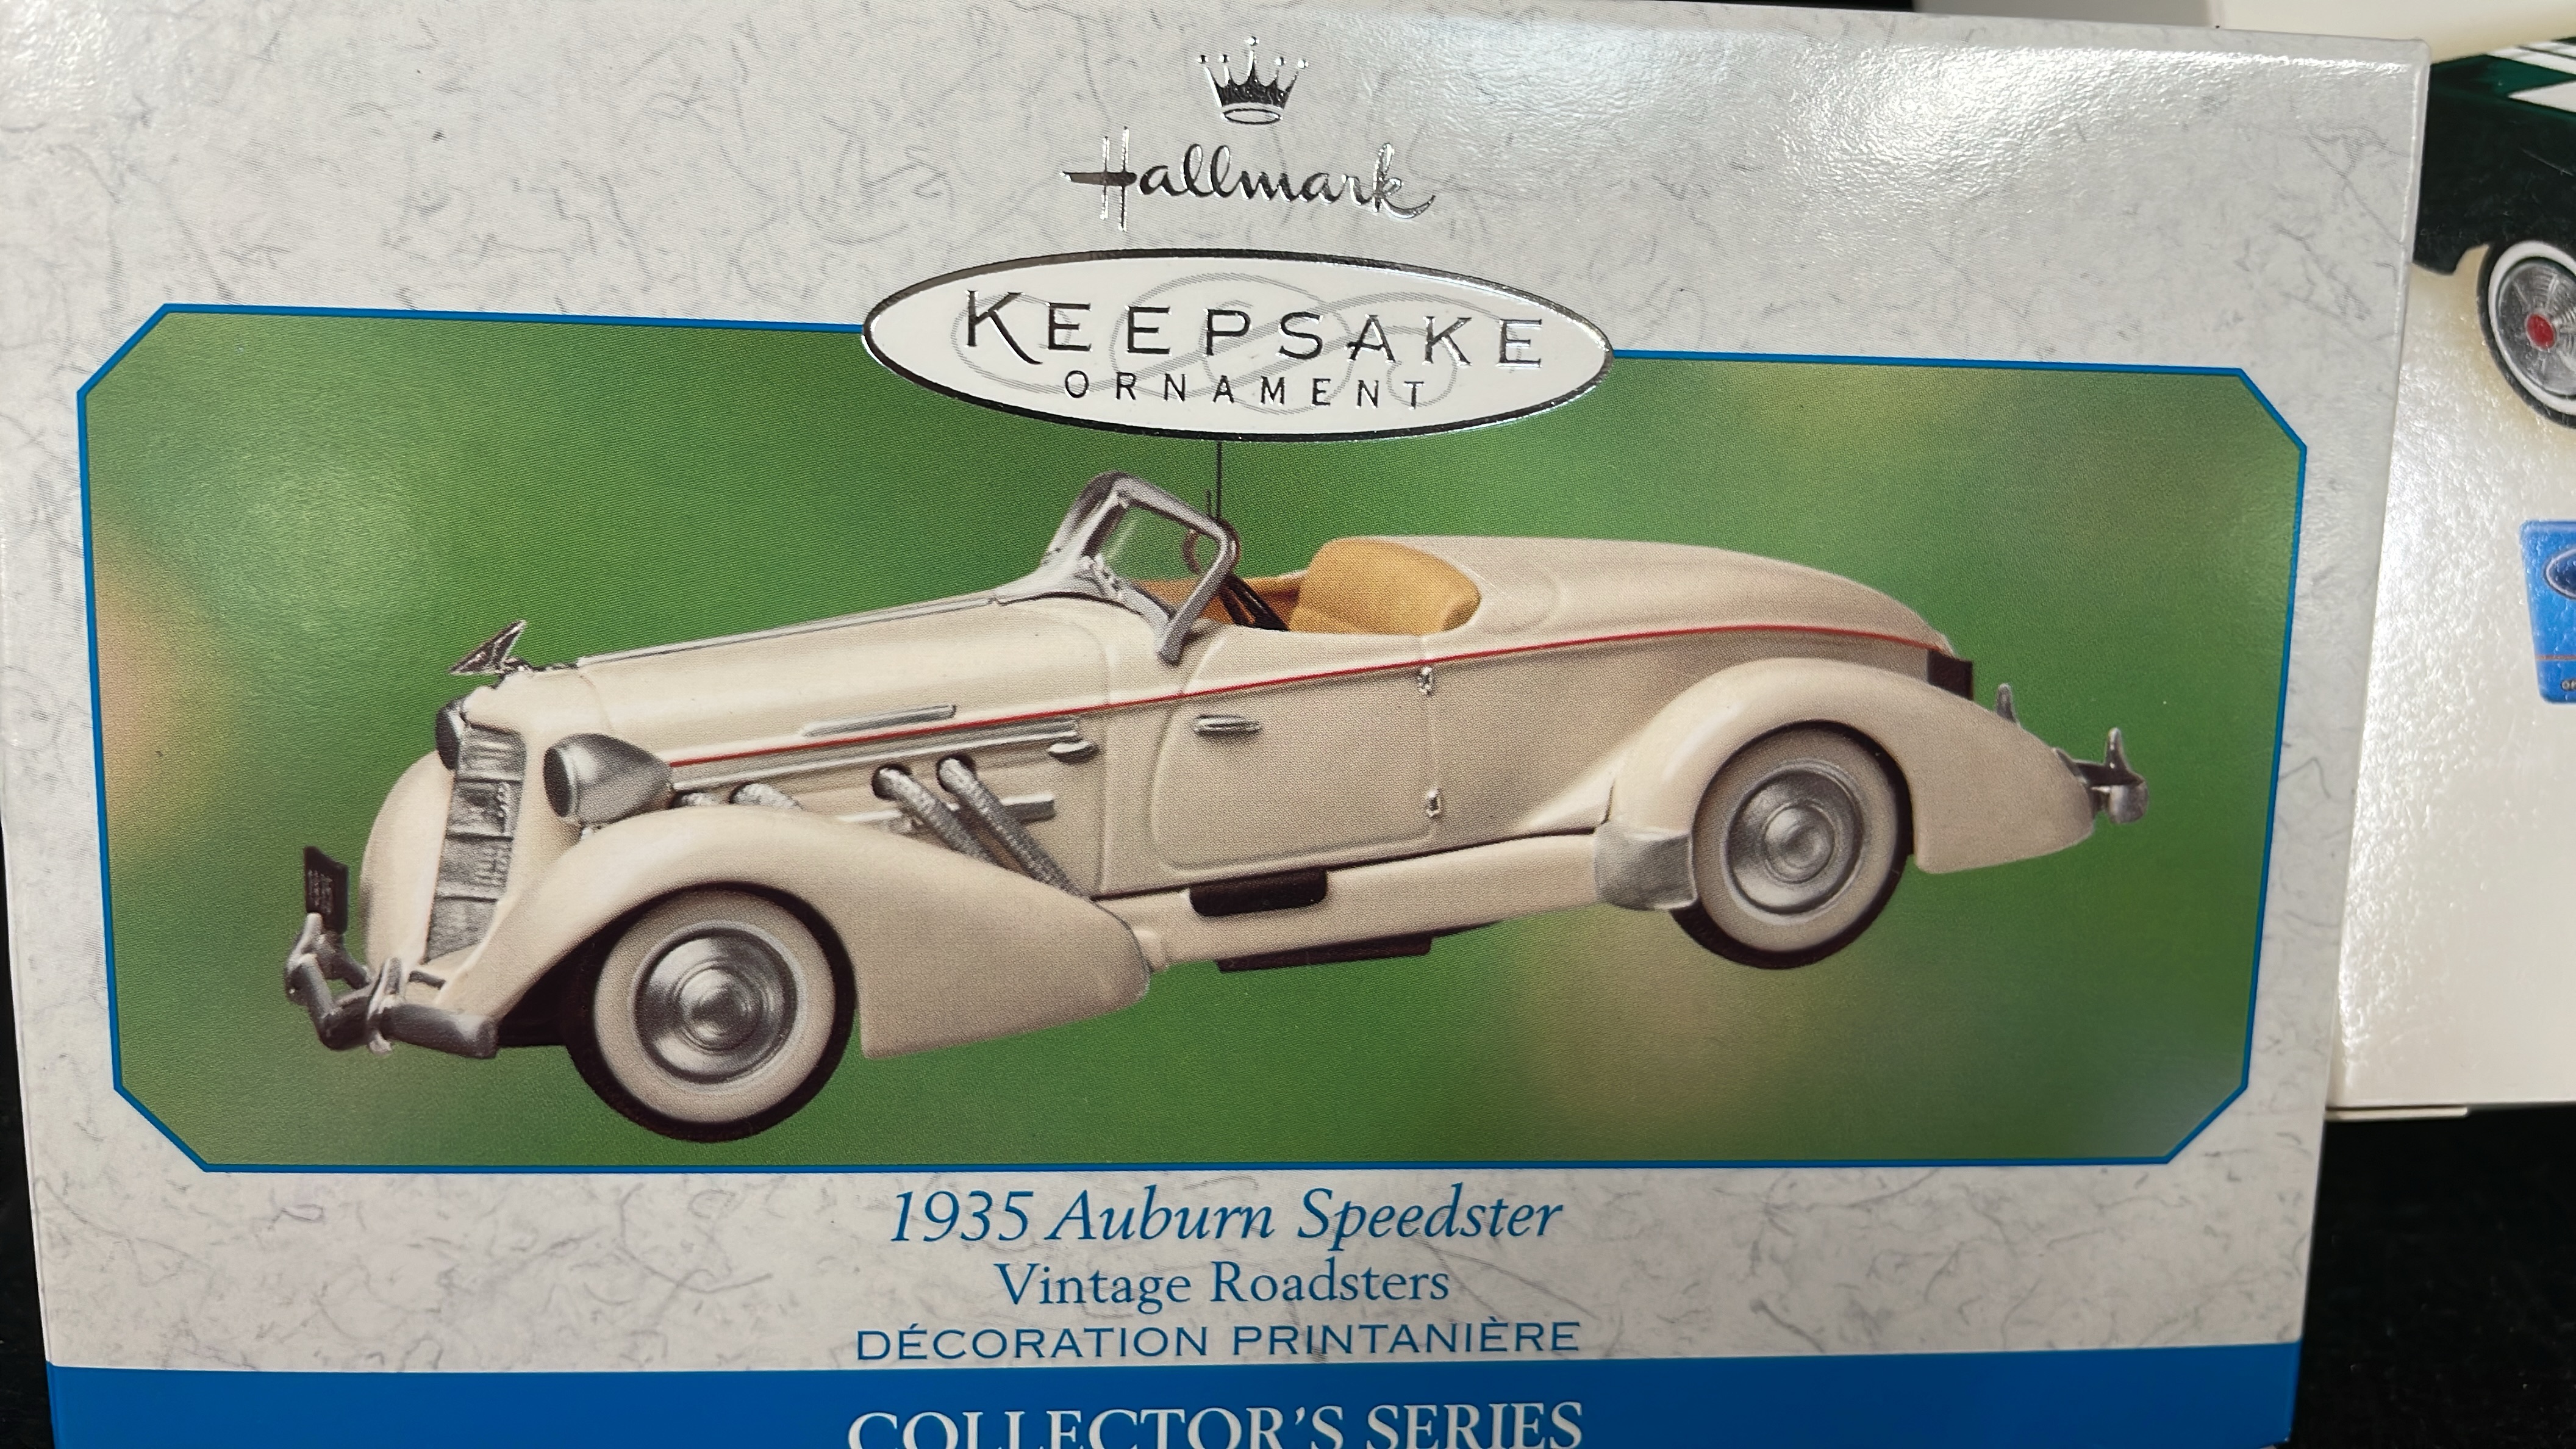 Hallmark
KEEPSAKE
ORNAMENT
1935 Auburn Speedster
Vintage Roadsters
DÉCORATION PRINTANIÈRE
COLLECTOR'S SERIES